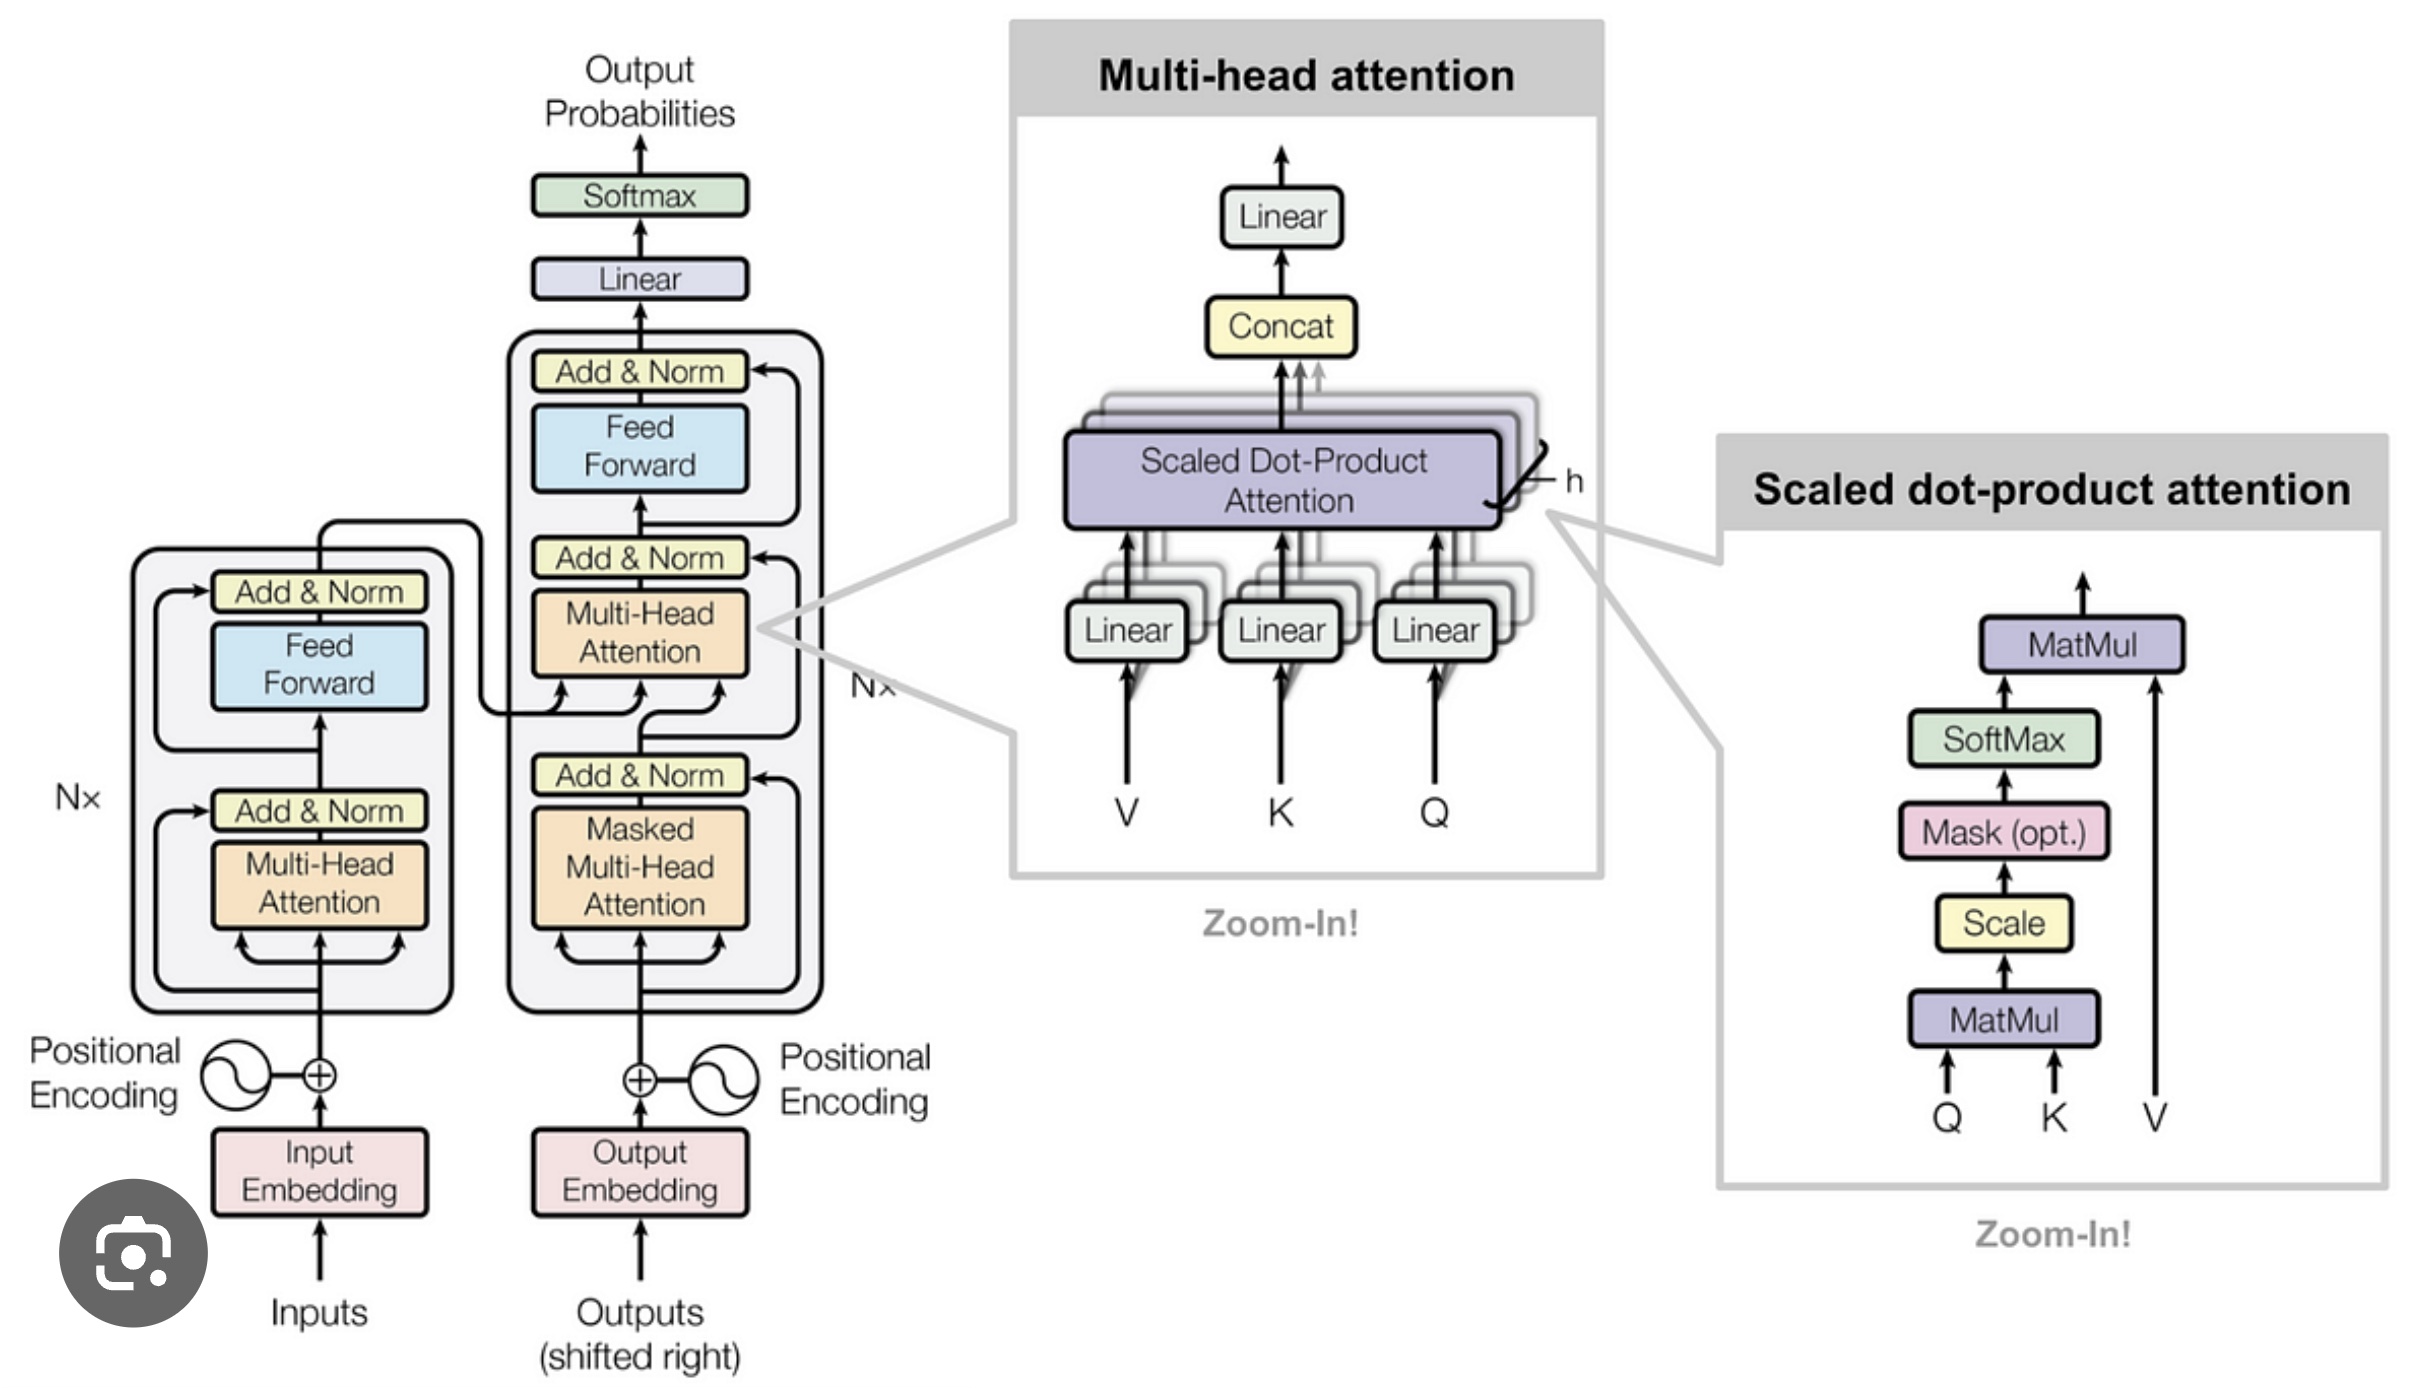 Output
Probabilities
Softmax
Linear
Add & Norm
Feed
Forward
Add & Norm
Multi-Head
Attention
Nx
Add & Norm
Masked
Multi-Head
Attention
Positional
Encoding
Output
Embedding
Outputs
(shifted right)
Add & Norm
Feed
Forward
N×
Add & Norm
Multi-Head
Attention
Positional
Encoding
Input
Embedding
Inputs
Multi-head attention
Linear
Concat
Scaled Dot-Product
Attention
h
Linear
Linear
Linear
V
K
Q
Zoom-In!
Scaled dot-product attention
MatMul
SoftMax
Mask (opt.)
Scale
MatMul
Q
K
V
Zoom-In!